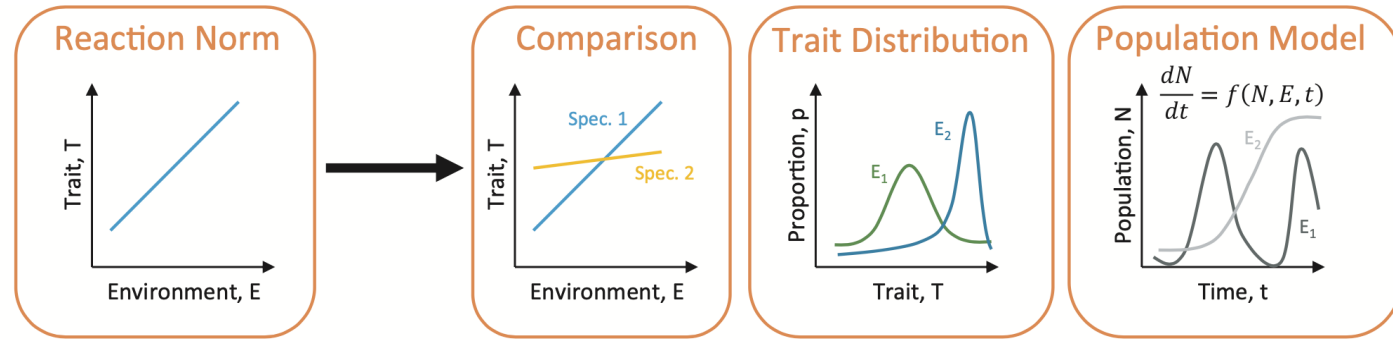 Reaction Norm
Trait, T
Environment, E
Comparison
Trait, T
Spec. 1
Spec. 2
Environment, E
Trait Distribution
Proportion, p
E₁
E₂
Trait, T
Population Model
dN/dt = f(N, E, t)
Population, N
E₂
E₁
Time, t